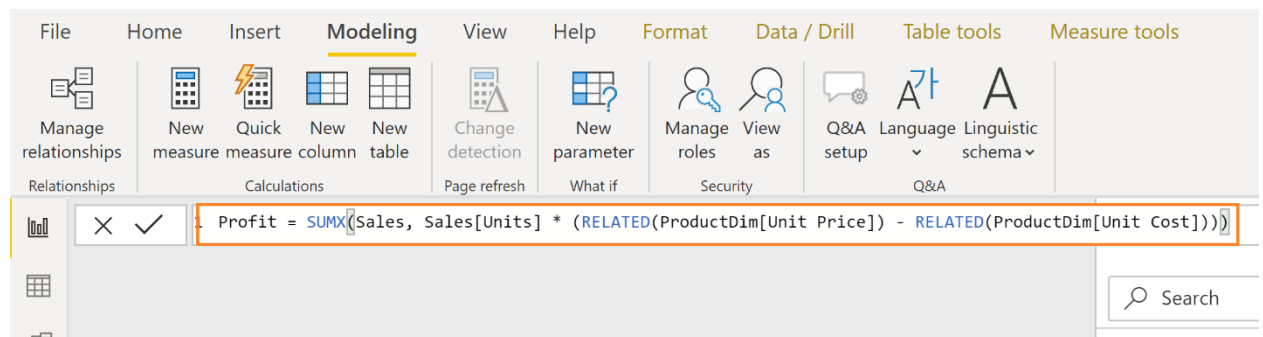 File Home Insert Modeling View Help Format Data / Drill Table tools Measure tools
Manage relationships
New measure
Quick measure
New column
New table
Change detection
New parameter
Manage roles
View as
Q&A setup
Language
Linguistic schema
Relationships Calculations Page refresh What if Security Q&A
1 Profit = SUMX(Sales, Sales[Units] * (RELATED(ProductDim[Unit Price]) - RELATED(ProductDim[Unit Cost])))
Search